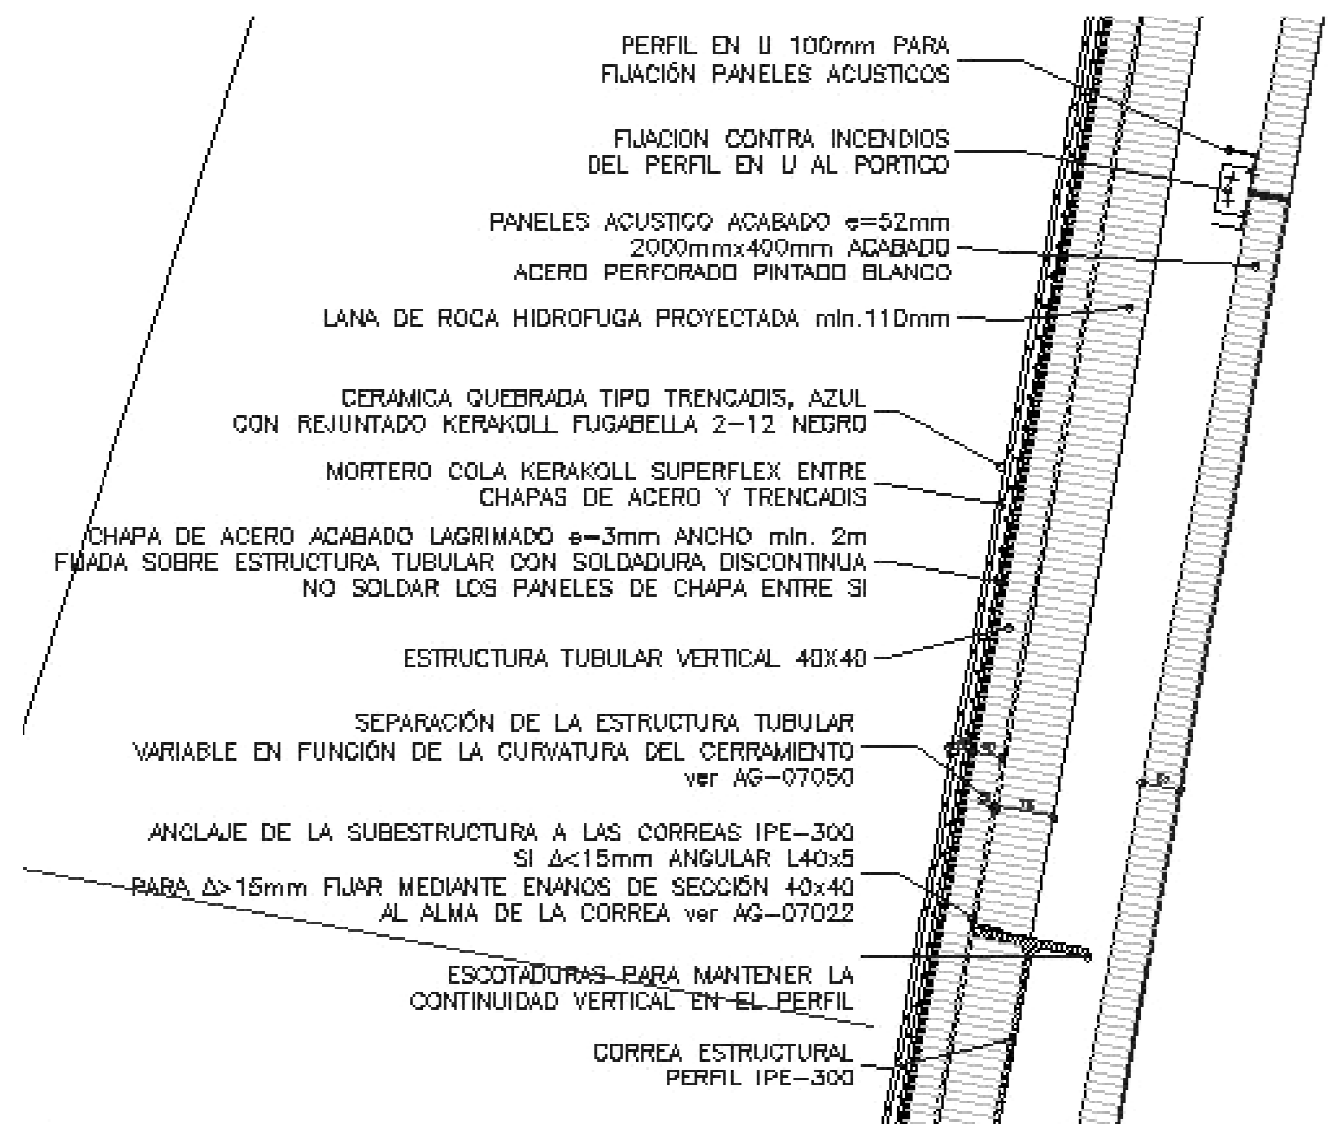 PERFIL EN U 100mm PARA
FIJACIÓN PANELES ACUSTICOS
FIJACION CONTRA INCENDIOS
DEL PERFIL EN U AL PORTICO
PANELES ACUSTICO ACABADO e=52mm
2000mmx400mm ACABADO
ACERO PERFORADO PINTADO BLANCO
LANA DE ROCA HIDROFUGA PROYECTADA min.110mm
CERAMICA QUEBRADA TIPO TRENCADIS, AZUL
CON REJUNTADO KERAKOLL FUGABELLA 2-12 NEGRO
MORTERO COLA KERAKOLL SUPERFLEX ENTRE
CHAPAS DE ACERO Y TRENCADIS
CHAPA DE ACERO ACABADO LAGRIMADO e=3mm ANCHO min. 2m
FIJADA SOBRE ESTRUCTURA TUBULAR CON SOLDADURA DISCONTINUA
NO SOLDAR LOS PANELES DE CHAPA ENTRE SI
ESTRUCTURA TUBULAR VERTICAL 40X40
SEPARACIÓN DE LA ESTRUCTURA TUBULAR
VARIABLE EN FUNCIÓN DE LA CURVATURA DEL CERRAMIENTO
ver AG-07050
ANCLAJE DE LA SUBESTRUCTURA A LAS CORREAS IPE-300
SI Δ<15mm ANGULAR L40x5
PARA Δ>15mm FIJAR MEDIANTE ENANOS DE SECCIÓN 40x40
AL ALMA DE LA CORREA ver AG-07022
ESCOTADURAS PARA MANTENER LA
CONTINUIDAD VERTICAL EN EL PERFIL
CORREA ESTRUCTURAL
PERFIL IPE-300